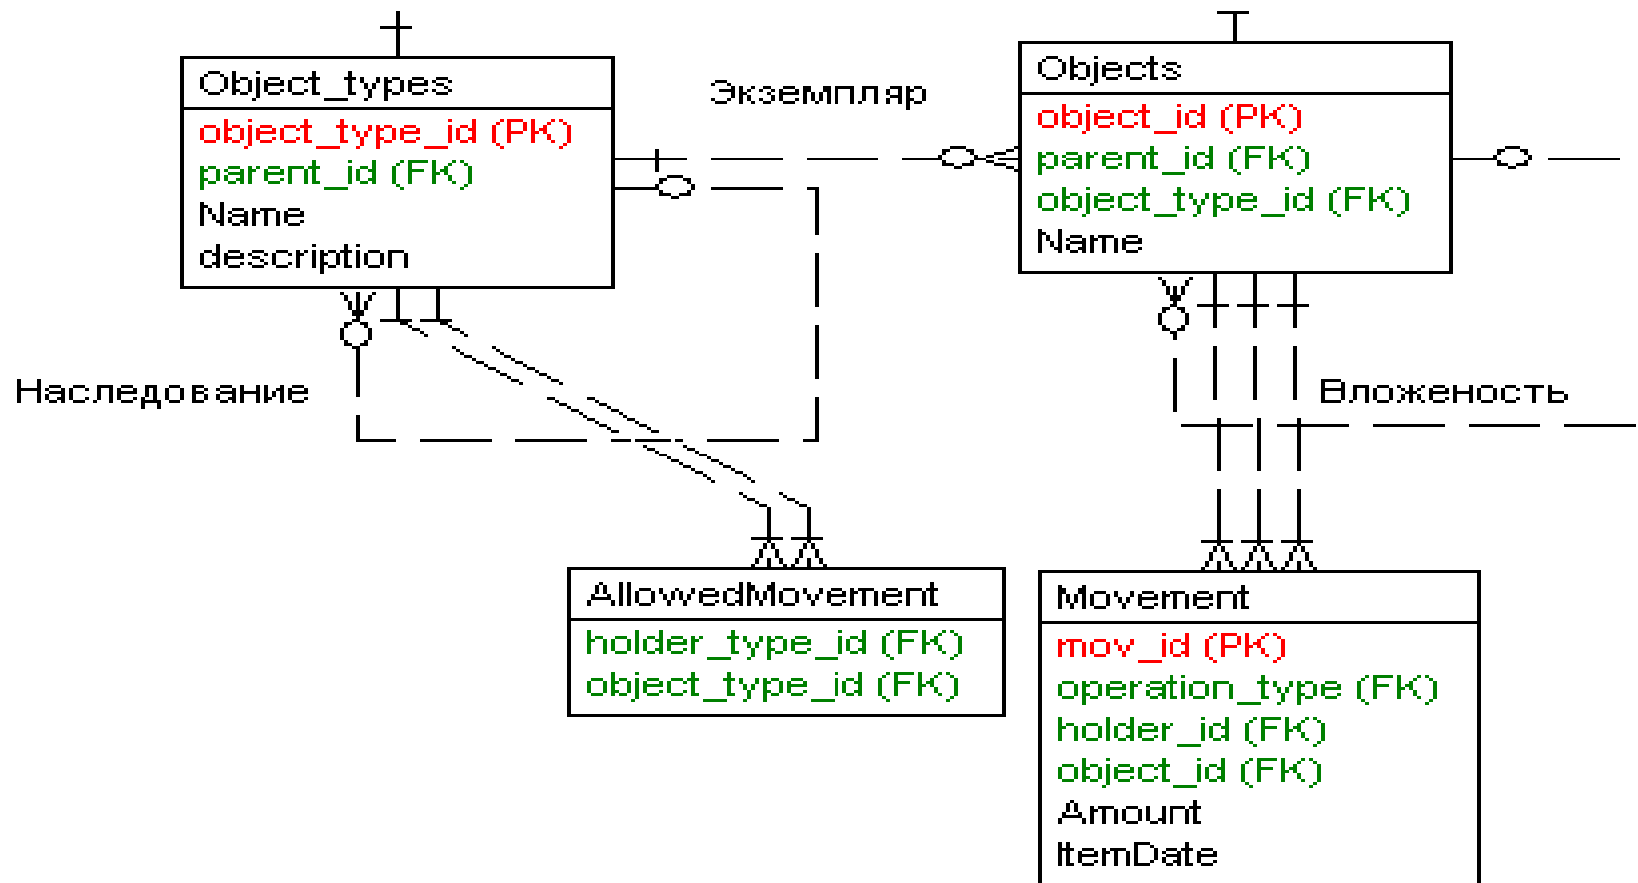 Object_types
object_type_id (PK)
parent_id (FK)
Name
description
Экземпляр
Objects
object_id (PK)
parent_id (FK)
object_type_id (FK)
Name
Наследование
Вложеность
AllowedMovement
holder_type_id (FK)
object_type_id (FK)
Movement
mov_id (PK)
operation_type (FK)
holder_id (FK)
object_id (FK)
Amount
ItemDate